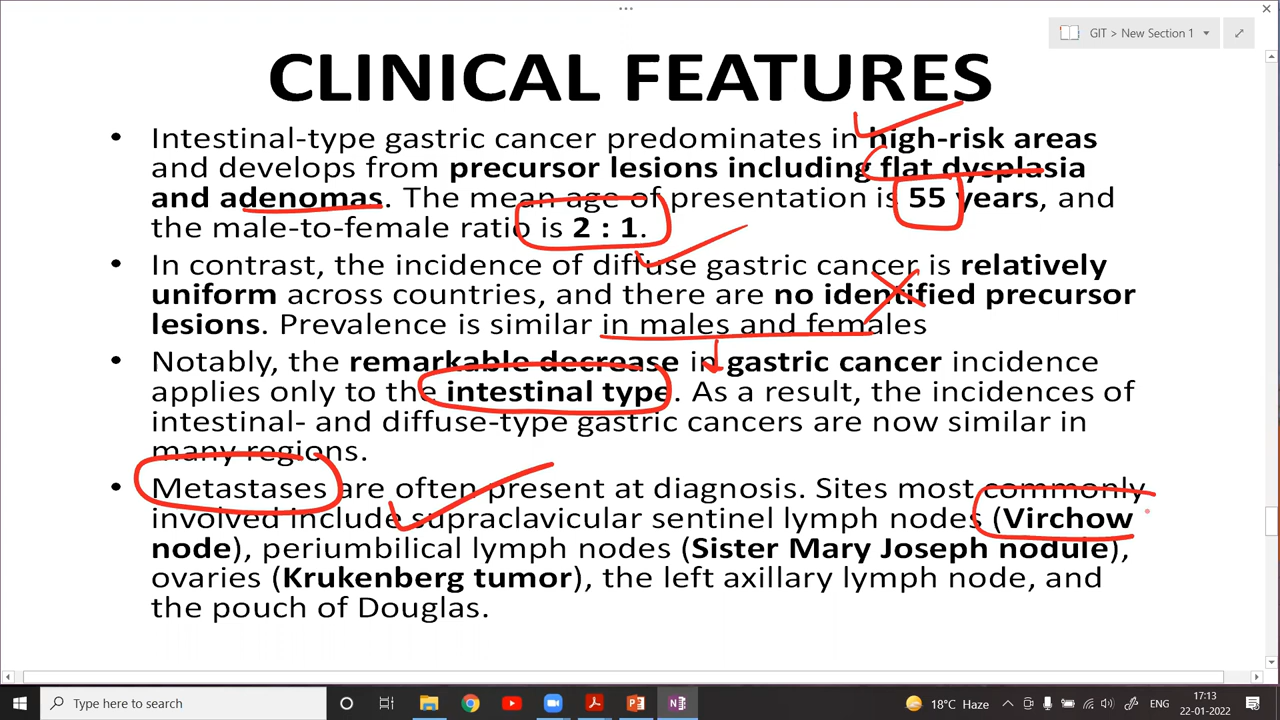 GIT > New Section 1
CLINICAL FEATURES
• Intestinal-type gastric cancer predominates in high-risk areas
and develops from precursor lesions including flat dysplasia
and adenomas. The mean age of presentation is 55 years, and
the male-to-female ratio is 2 : 1.
• In contrast, the incidence of diffuse gastric cancer is relatively
uniform across countries, and there are no identified precursor
lesions. Prevalence is similar in males and females
• Notably, the remarkable decrease in gastric cancer incidence
applies only to the intestinal type. As a result, the incidences of
intestinal- and diffuse-type gastric cancers are now similar in
many regions.
• Metastases are often present at diagnosis. Sites most commonly
involved include supraclavicular sentinel lymph nodes (Virchow
node), periumbilical lymph nodes (Sister Mary Joseph nodule),
ovaries (Krukenberg tumor), the left axillary lymph node, and
the pouch of Douglas.
Type here to search
18°C Haze
ENG
17:13
22-01-2022